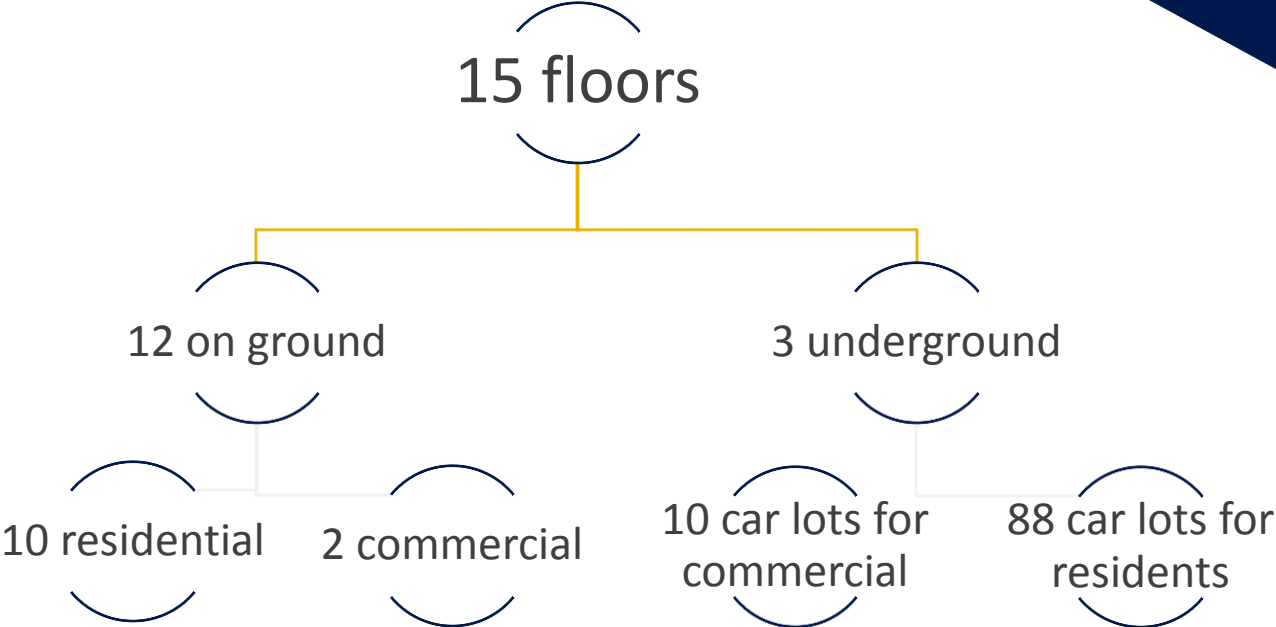 15 floors
12 on ground
3 underground
10 residential
2 commercial
10 car lots for
commercial
88 car lots for
residents